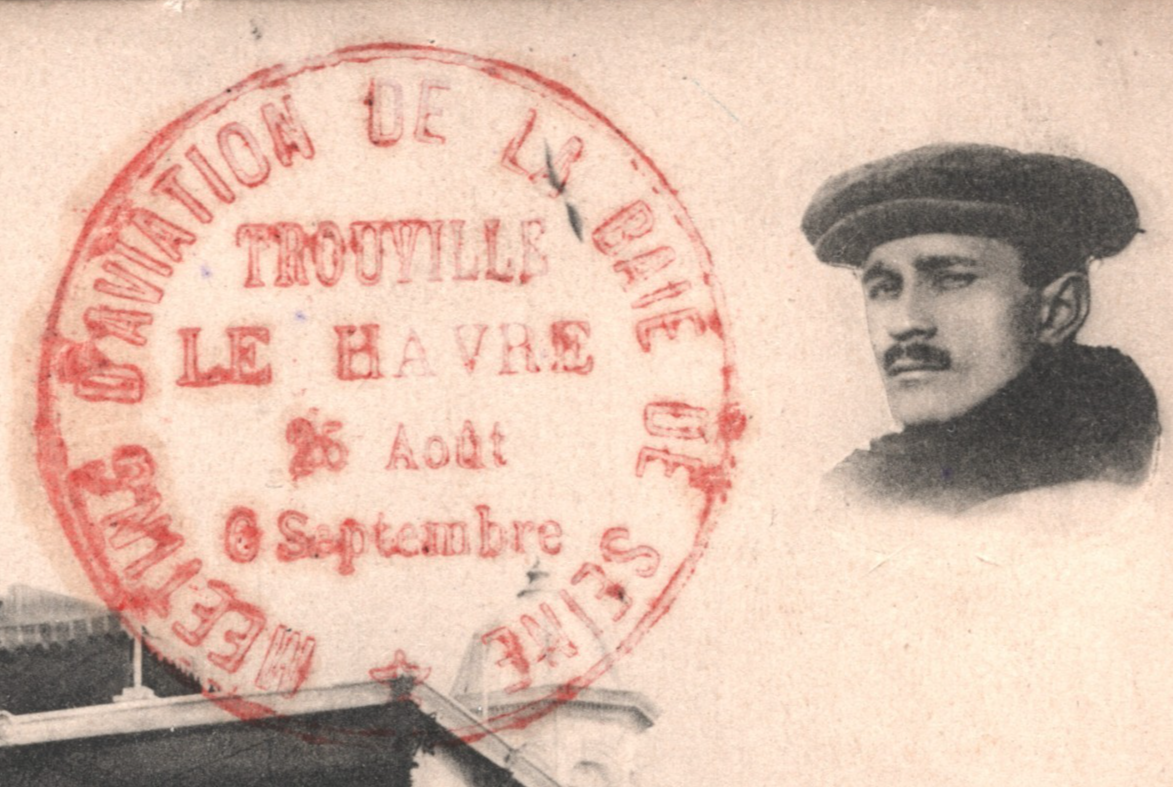 MEETING D'AVIATION DE LA BAIE DE SEINE
TROUVILLE
LE HAVRE
25 Août
6 Septembre